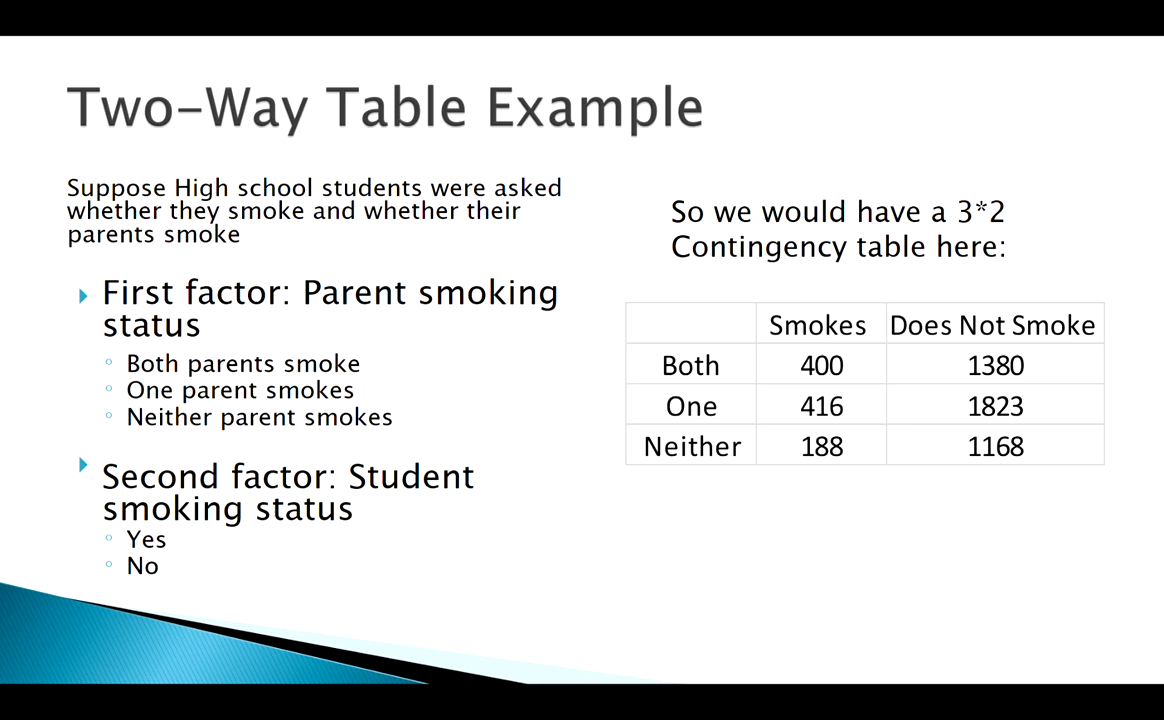 Two-Way Table Example
Suppose High school students were asked
whether they smoke and whether their
parents smoke
First factor: Parent smoking
status
Both parents smoke
One parent smokes
Neither parent smokes
Second factor: Student
smoking status
Yes
No
So we would have a 3*2
Contingency table here:
Smokes Does Not Smoke
Both 400 1380
One 416 1823
Neither 188 1168